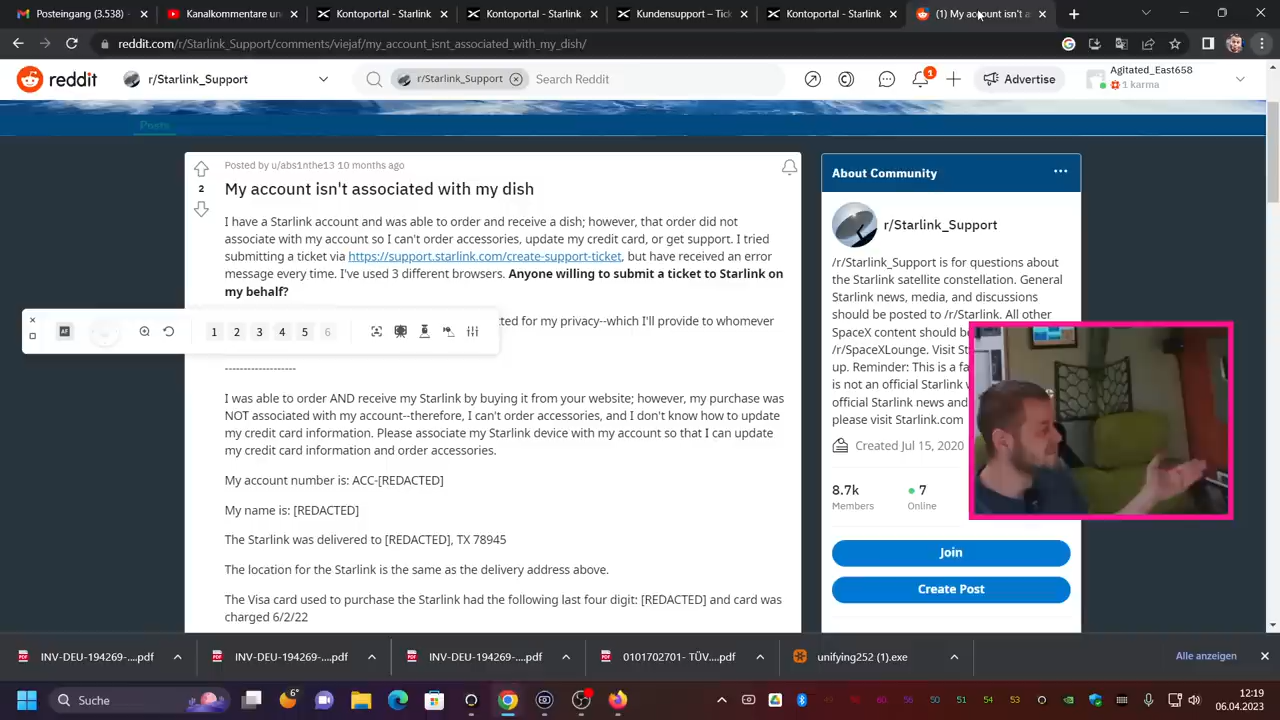 Posteingang (3.538) -
Kanalkommentare un
Kontoportal - Starlink
Kontoportal - Starlink
Kundensupport – Tick
Kontoportal - Starlink
(1) My account isn't as
reddit.com/r/Starlink_Support/comments/viejaf/my_account_isnt_associated_with_my_dish/
reddit
r/Starlink_Support
r/Starlink_Support
Search Reddit
1
Advertise
Agitated_East658
1 karma
Posts
Posted by u/abs1nthe13 10 months ago
2
My account isn't associated with my dish
I have a Starlink account and was able to order and receive a dish; however, that order did not
associate with my account so I can't order accessories, update my credit card, or get support. I tried
submitting a ticket via https://support.starlink.com/create-support-ticket, but have received an error
message every time. I've used 3 different browsers. Anyone willing to submit a ticket to Starlink on
my behalf?
ted for my privacy--which I'll provide to whomever
AF
1 2 3 4 5 6
-------------------
I was able to order AND receive my Starlink by buying it from your website; however, my purchase was
NOT associated with my account--therefore, I can't order accessories, and I don't know how to update
my credit card information. Please associate my Starlink device with my account so that I can update
my credit card information and order accessories.
My account number is: ACC-[REDACTED]
My name is: [REDACTED]
The Starlink was delivered to [REDACTED], TX 78945
The location for the Starlink is the same as the delivery address above.
The Visa card used to purchase the Starlink had the following last four digit: [REDACTED] and card was
charged 6/2/22
About Community
r/Starlink_Support
/r/Starlink_Support is for questions about
the Starlink satellite constellation. General
Starlink news, media, and discussions
should be posted to /r/Starlink. All other
SpaceX content should be
/r/SpaceXLounge. Visit St
up. Reminder: This is a fa
is not an official Starlink
official Starlink news and
please visit Starlink.com
Created Jul 15, 2020
8.7k
Members
7
Online
Join
Create Post
INV-DEU-194269-....pdf
INV-DEU-194269-....pdf
INV-DEU-194269-....pdf
0101702701- TÜV....pdf
unifying252 (1).exe
Alle anzeigen
Suche
6°
56 52 50 51 54 53
12:19
06.04.2023